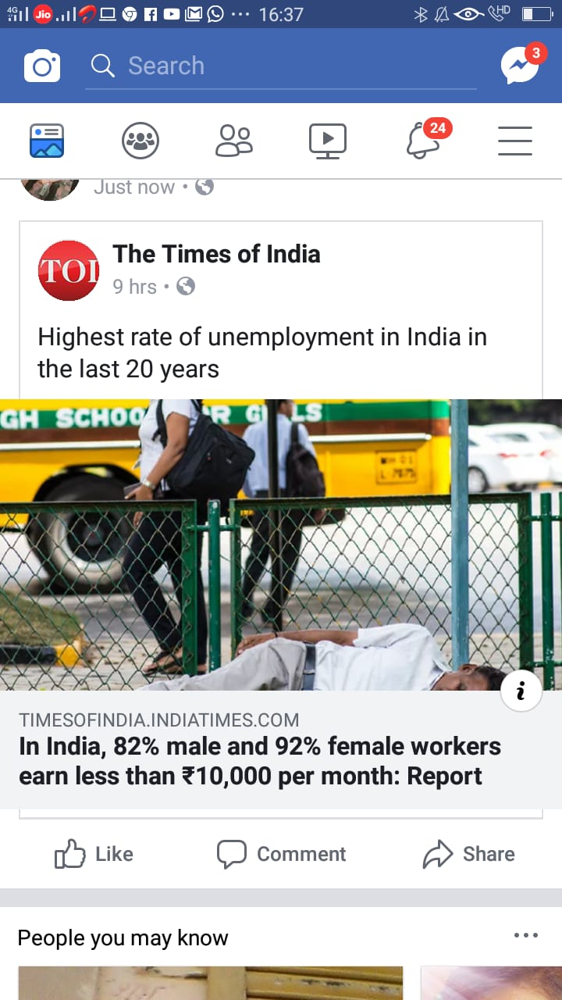 4G Jio 16:37 HD
Search
3
24
Just now
TOI
The Times of India
9 hrs
Highest rate of unemployment in India in
the last 20 years
GH SCHOO R GI LS
MH 01
TIMESOFINDIA.INDIATIMES.COM
In India, 82% male and 92% female workers
earn less than ₹10,000 per month: Report
Like Comment Share
People you may know